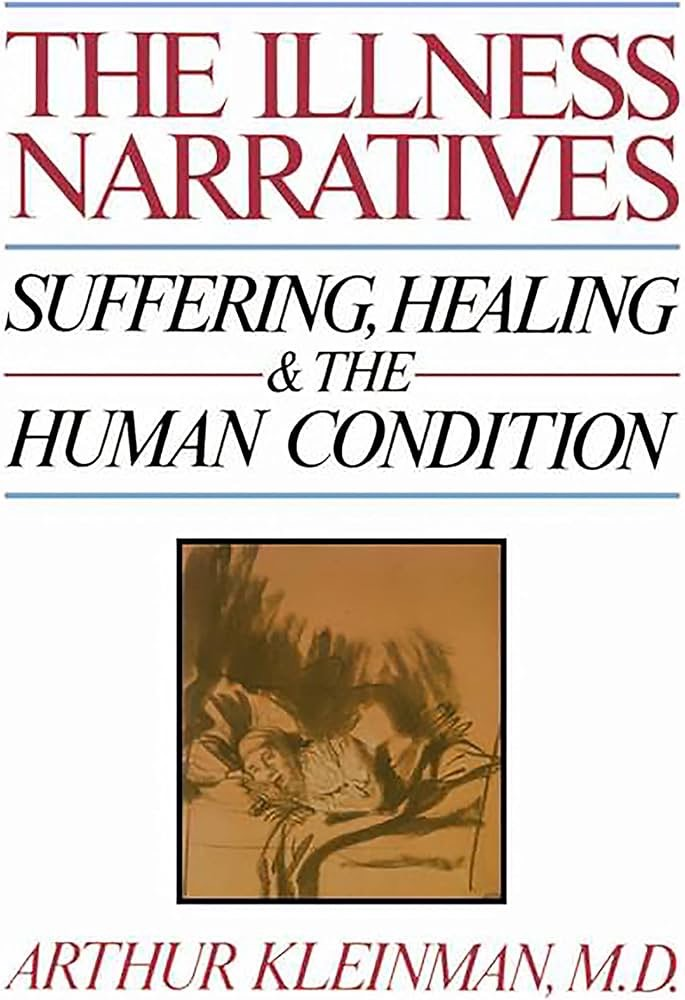 THE ILLNESS
NARRATIVES
SUFFERING, HEALING
& THE
HUMAN CONDITION
ARTHUR KLEINMAN, M.D.